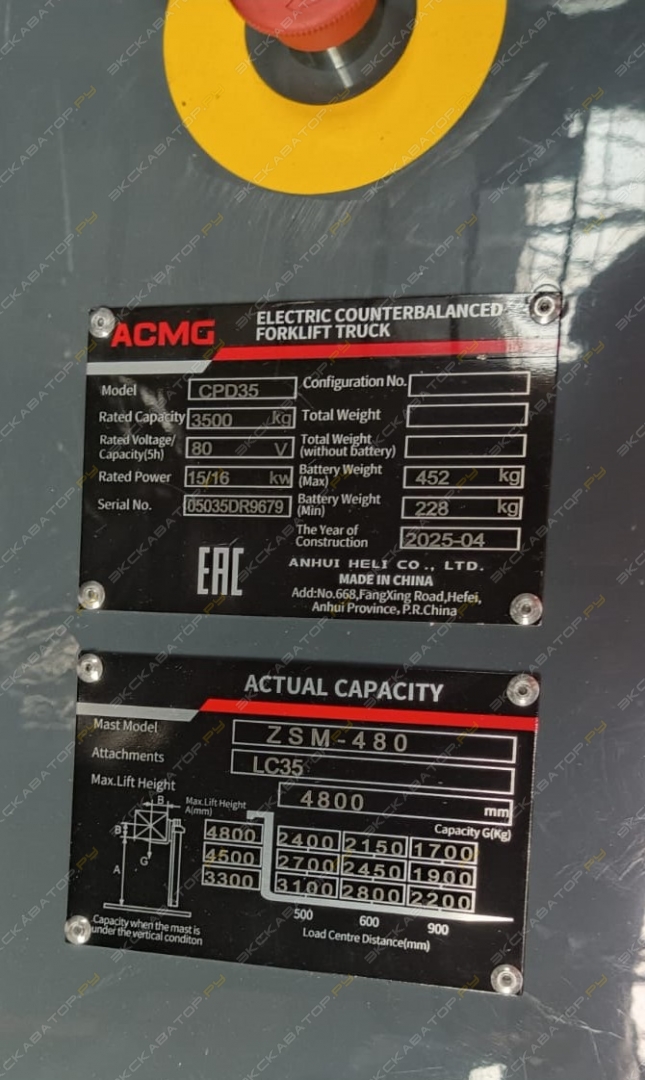 ACMG
ELECTRIC COUNTERBALANCED
FORKLIFT TRUCK
Model CPD35 Configuration No.
Rated Capacity 3500 kg Total Weight
Rated Voltage/
Capacity(5h) 80 V Total Weight
(without battery)
Rated Power 15/16 kw Battery Weight
(Max) 452 kg
Serial No. 05035DR9679 Battery Weight
(Min) 228 kg
The Year of
Construction 2025-04
EAC
ANHUI HELI CO., LTD.
MADE IN CHINA
Add:No.668,FangXing Road,Hefei,
Anhui Province, P.R.China
ACTUAL CAPACITY
Mast Model ZSM-480
Attachments LC35
Max.Lift Height 4800 mm
Max.Lift Height
A(mm)
Capacity G(Kg)
4800 2400 2150 1700
4500 2700 2450 1900
3300 3100 2800 2200
500 600 900
Load Centre Distance(mm)
B
B
G
A
Capacity when the mast is
under the vertical conditon
ЭКСКАВАТОР.РУ